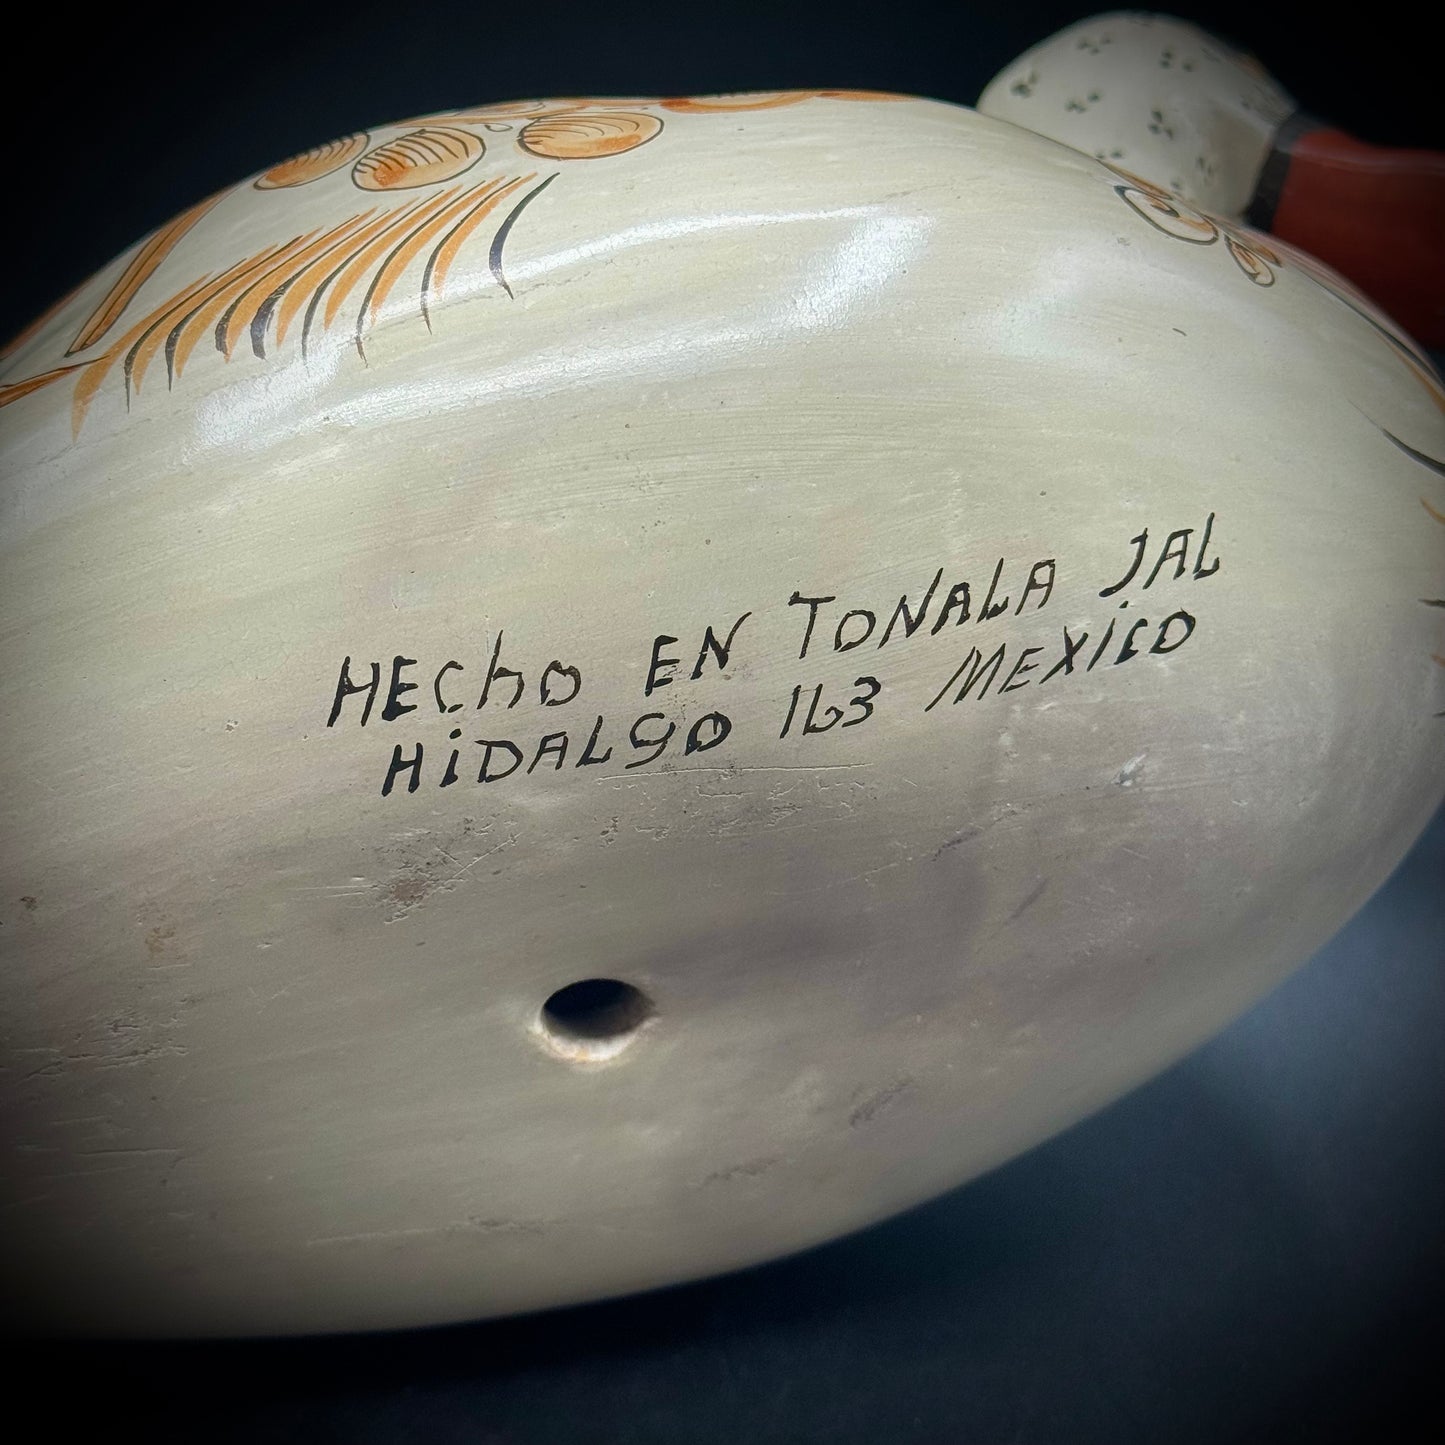 HEChO EN TONALA JAL
HiDALgO 163 MEXiCO